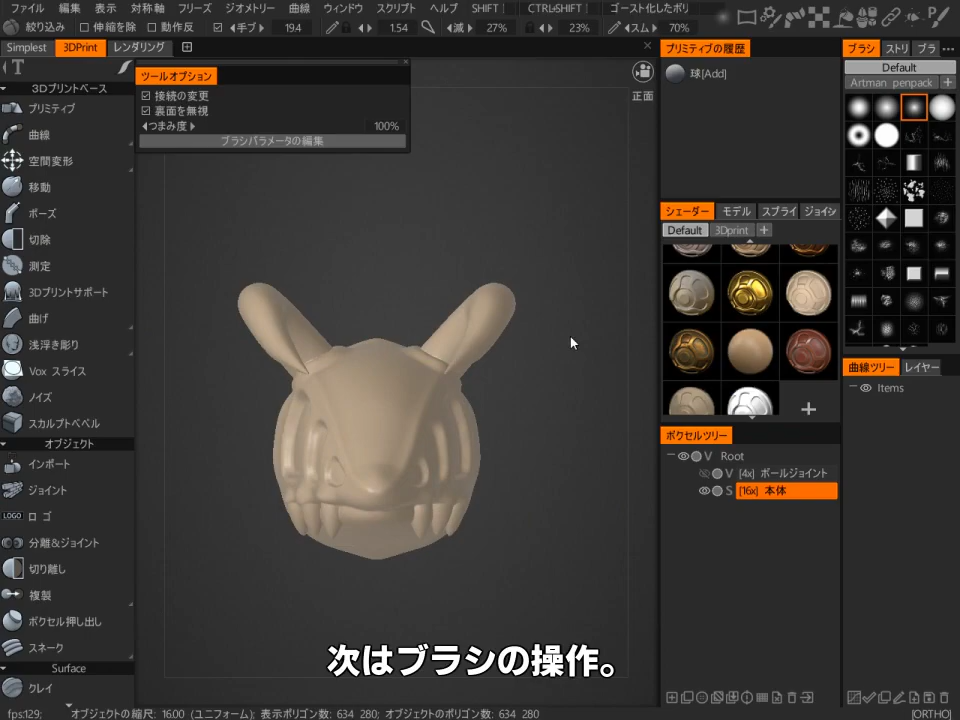 ファイル 編集 表示 対称軸 フリーズ ジオメトリー 曲線 ウィンドウ スクリプト ヘルプ SHIFT CTRL+SHIFT ゴースト化したポリ
絞り込み 伸縮を解除 動作反 手ブ 19.4 1.54 減 27% 23% スム 70%
Simplest 3DPrint レンダリング
ツールオプション
接続の変更
裏面を無視
つまみ度 100%
ブラシパラメータの編集
T
3Dプリントベース
プリミティブ
曲線
空間変形
移動
ポーズ
切除
測定
3Dプリントサポート
曲げ
浅浮き彫り
Vox スライス
ノイズ
スカルプトベベル
オブジェクト
インポート
ジョイント
LOGO ロゴ
分離&ジョイント
切り離し
複製
ボクセル押し出し
スネーク
Surface
クレイ
正面
プリミティブの履歴
球[Add]
シェーダー モデル スプライ ジョイン
Default 3Dprint +
ボクセルツリー
V Root
V [4x] ボールジョイント
S [16x] 本体
ブラシ ストリ ブラ
Default
Artman penpack +
曲線ツリー レイヤー
Items
次はブラシの操作。
fps:129; オブジェクトの縮尺: 16.00 (ユニフォーム); 表示ポリゴン数: 634 280; オブジェクトのポリゴン数: 634 280
[ORTHO]